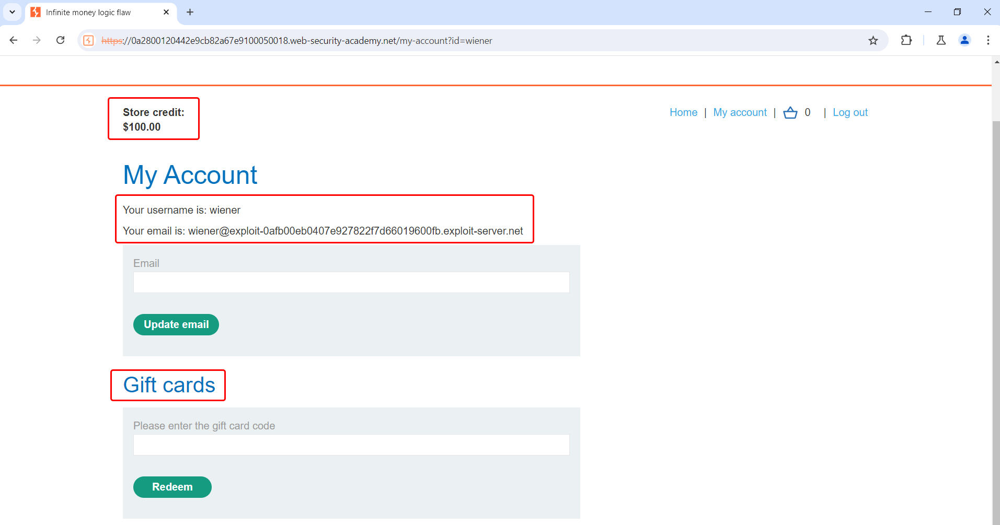 Infinite money logic flaw
https://0a2800120442e9cb82a67e9100050018.web-security-academy.net/my-account?id=wiener
Store credit:
$100.00
Home | My account | 0 | Log out
My Account
Your username is: wiener
Your email is: wiener@exploit-0afb00eb0407e927822f7d66019600fb.exploit-server.net
Email
Update email
Gift cards
Please enter the gift card code
Redeem